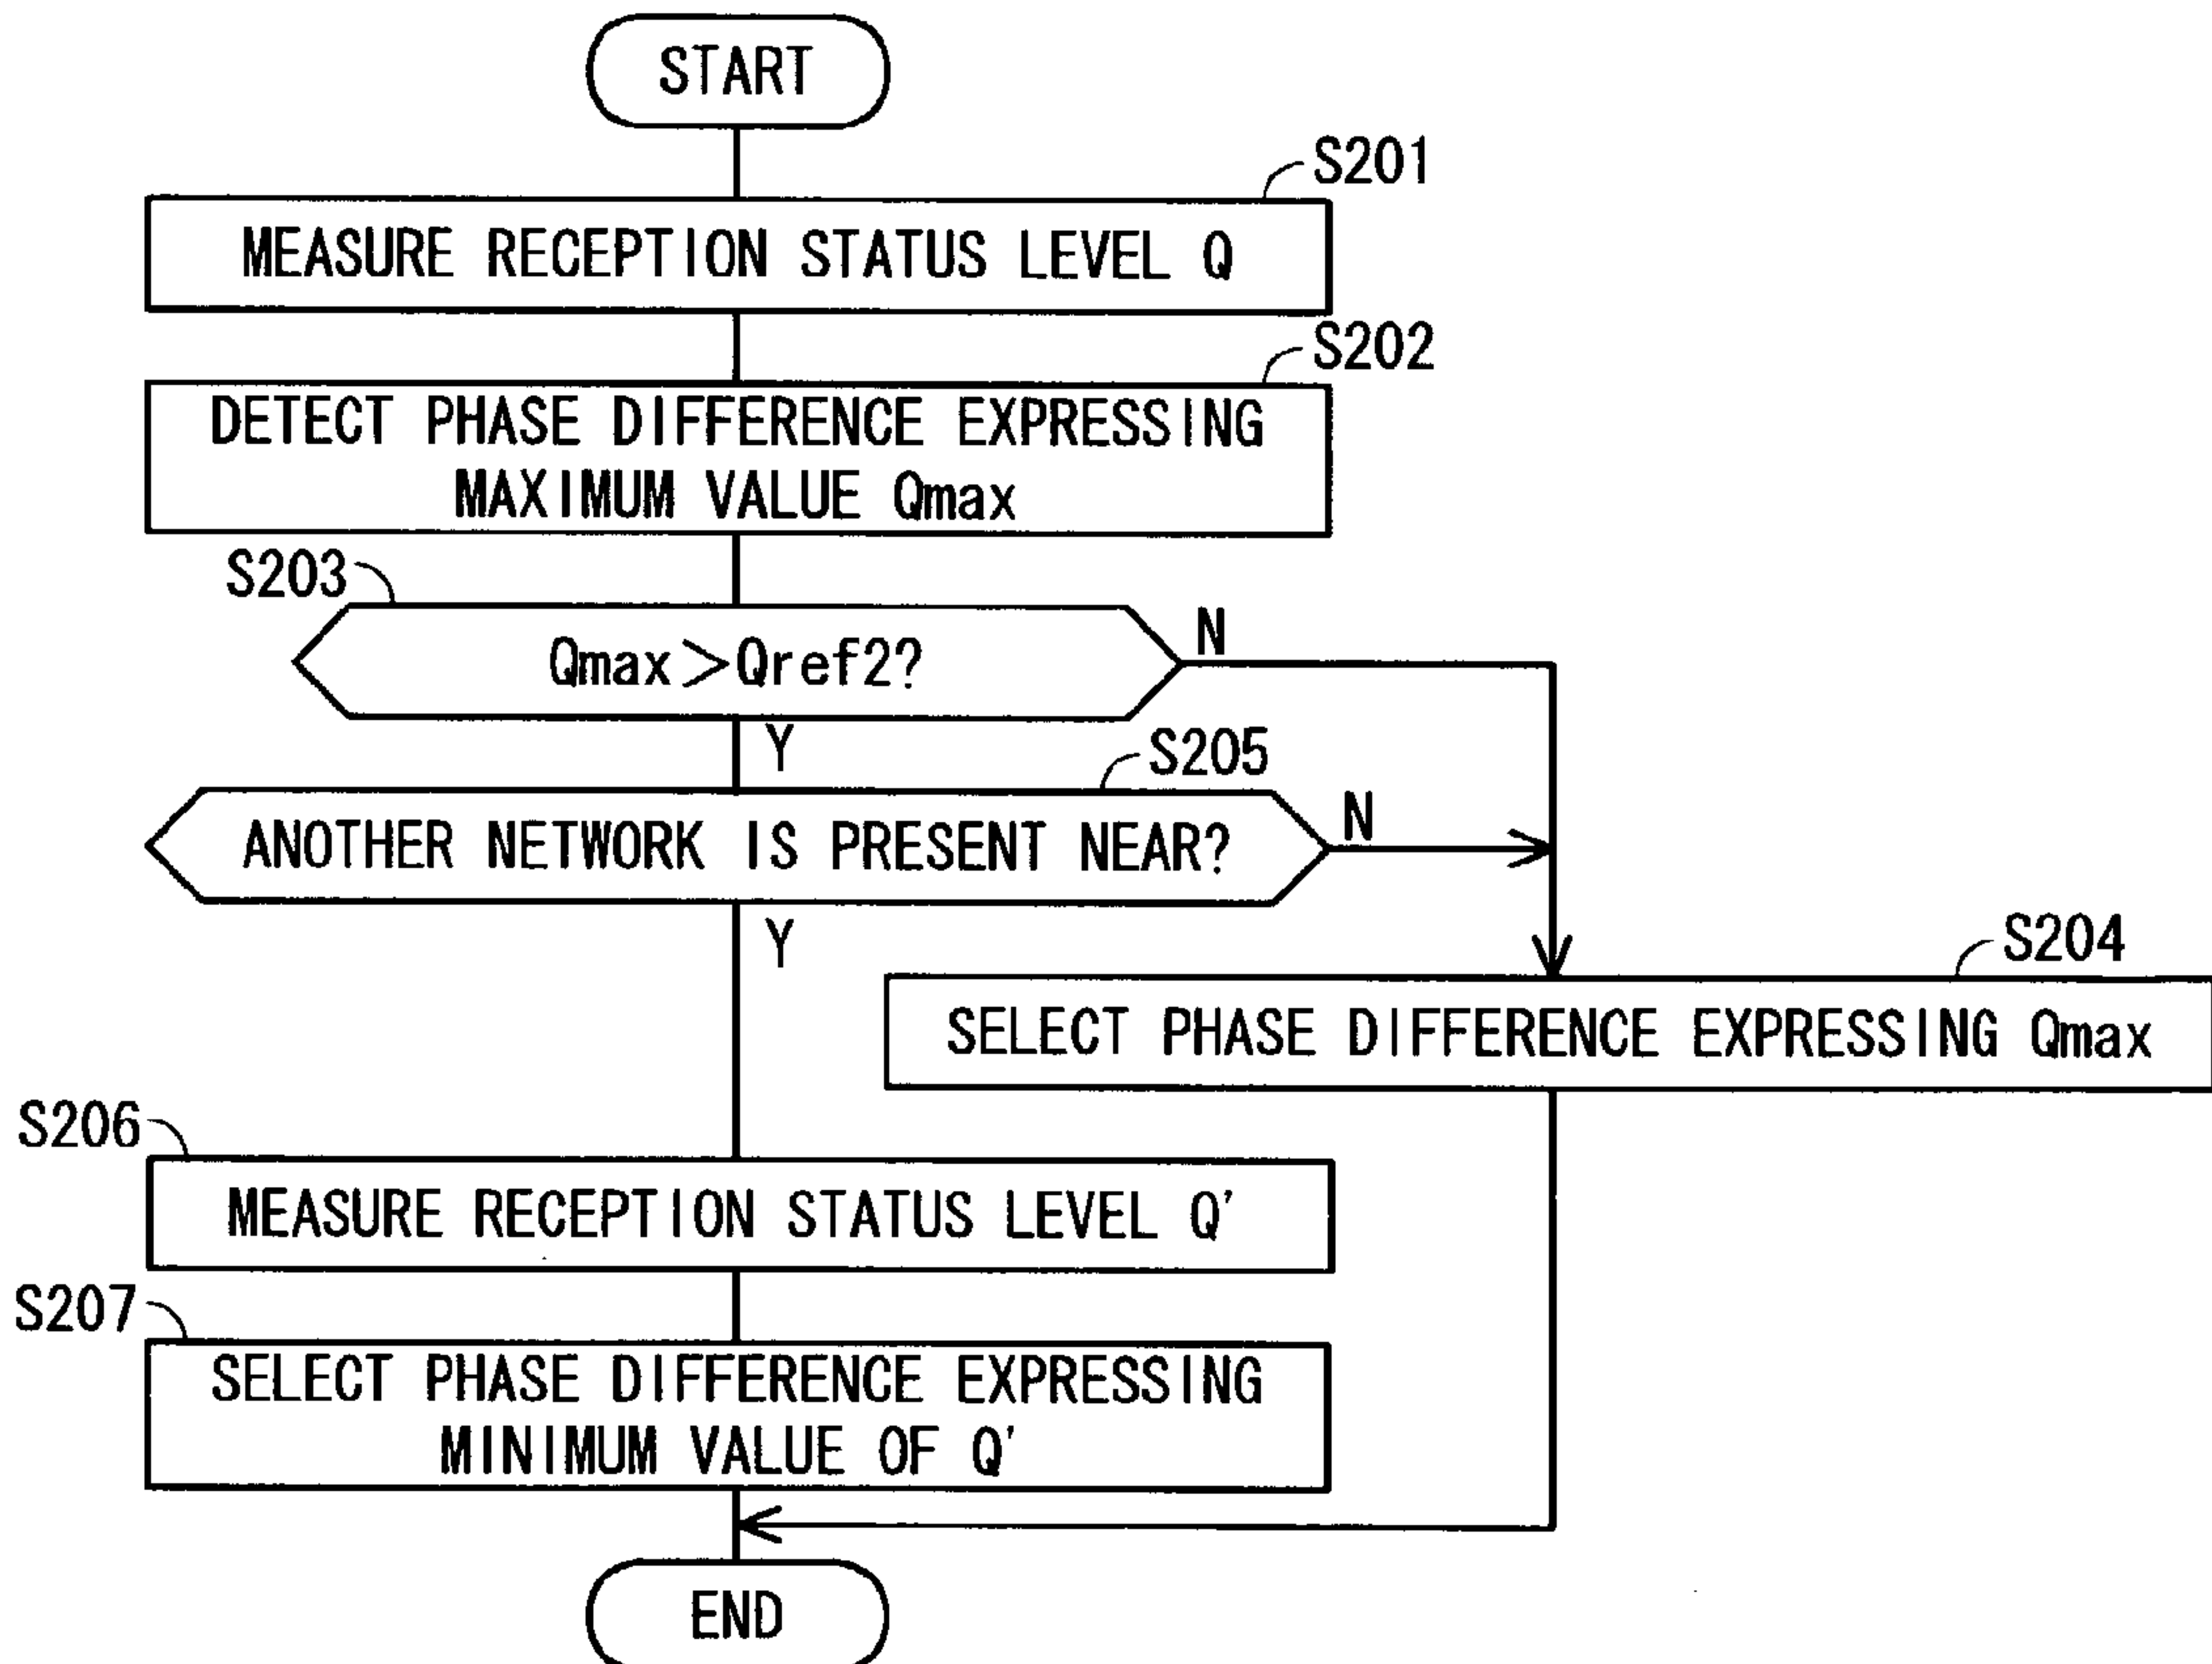 START
S201
MEASURE RECEPTION STATUS LEVEL Q
S202
DETECT PHASE DIFFERENCE EXPRESSING
MAXIMUM VALUE Qmax
S203
Qmax>Qref2?
N
Y
S205
ANOTHER NETWORK IS PRESENT NEAR?
N
Y
S204
SELECT PHASE DIFFERENCE EXPRESSING Qmax
S206
MEASURE RECEPTION STATUS LEVEL Q'
S207
SELECT PHASE DIFFERENCE EXPRESSING
MINIMUM VALUE OF Q'
END